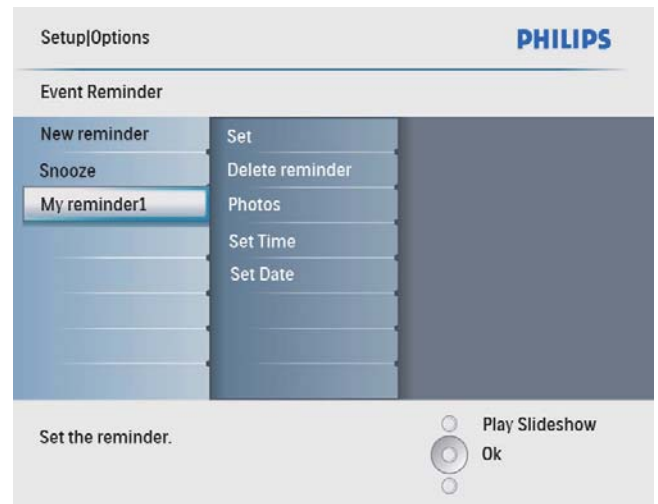 Setup|Options
PHILIPS
Event Reminder
New reminder
Snooze
My reminder1
Set
Delete reminder
Photos
Set Time
Set Date
Set the reminder.
Play Slideshow
Ok